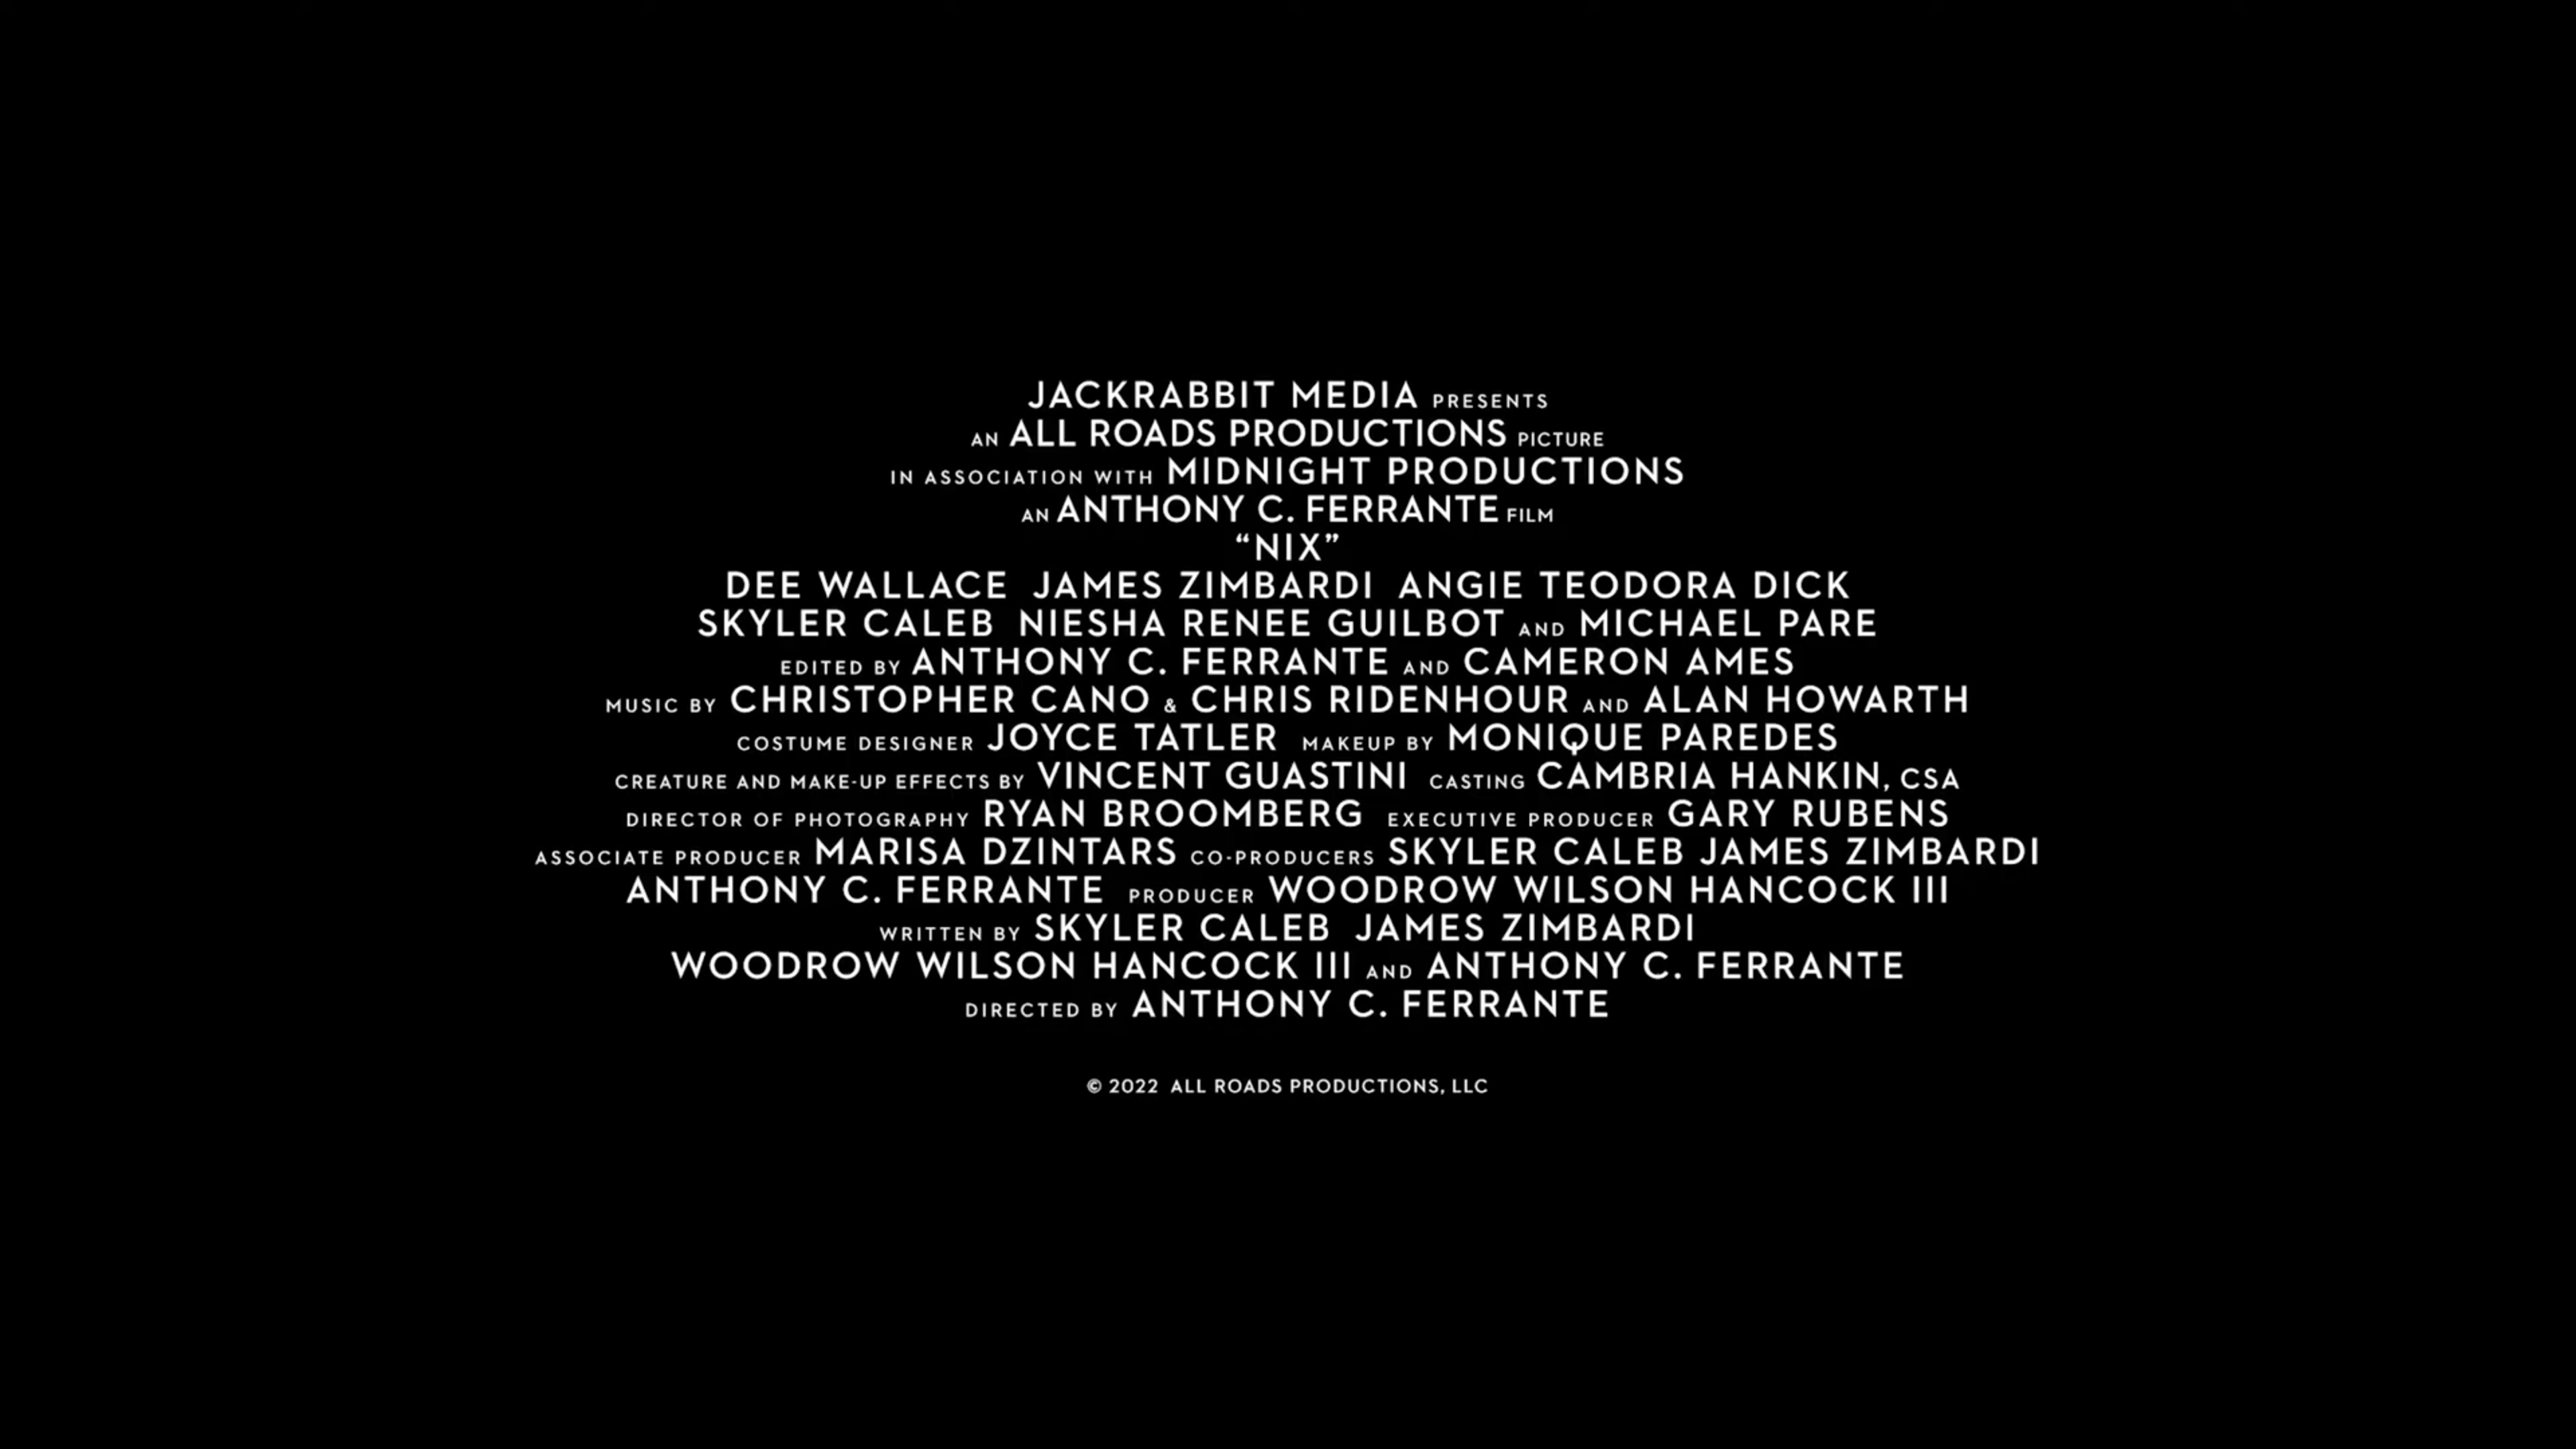 JACKRABBIT MEDIA PRESENTS
AN ALL ROADS PRODUCTIONS PICTURE
IN ASSOCIATION WITH MIDNIGHT PRODUCTIONS
AN ANTHONY C. FERRANTE FILM
“NIX”
DEE WALLACE JAMES ZIMBARDI ANGIE TEODORA DICK
SKYLER CALEB NIESHA RENEE GUILBOT AND MICHAEL PARE
EDITED BY ANTHONY C. FERRANTE AND CAMERON AMES
MUSIC BY CHRISTOPHER CANO & CHRIS RIDENHOUR AND ALAN HOWARTH
COSTUME DESIGNER JOYCE TATLER MAKEUP BY MONIQUE PAREDES
CREATURE AND MAKE-UP EFFECTS BY VINCENT GUASTINI CASTING CAMBRIA HANKIN, CSA
DIRECTOR OF PHOTOGRAPHY RYAN BROOMBERG EXECUTIVE PRODUCER GARY RUBENS
ASSOCIATE PRODUCER MARISA DZINTARS CO-PRODUCERS SKYLER CALEB JAMES ZIMBARDI
ANTHONY C. FERRANTE PRODUCER WOODROW WILSON HANCOCK III
WRITTEN BY SKYLER CALEB JAMES ZIMBARDI
WOODROW WILSON HANCOCK III AND ANTHONY C. FERRANTE
DIRECTED BY ANTHONY C. FERRANTE
© 2022 ALL ROADS PRODUCTIONS, LLC